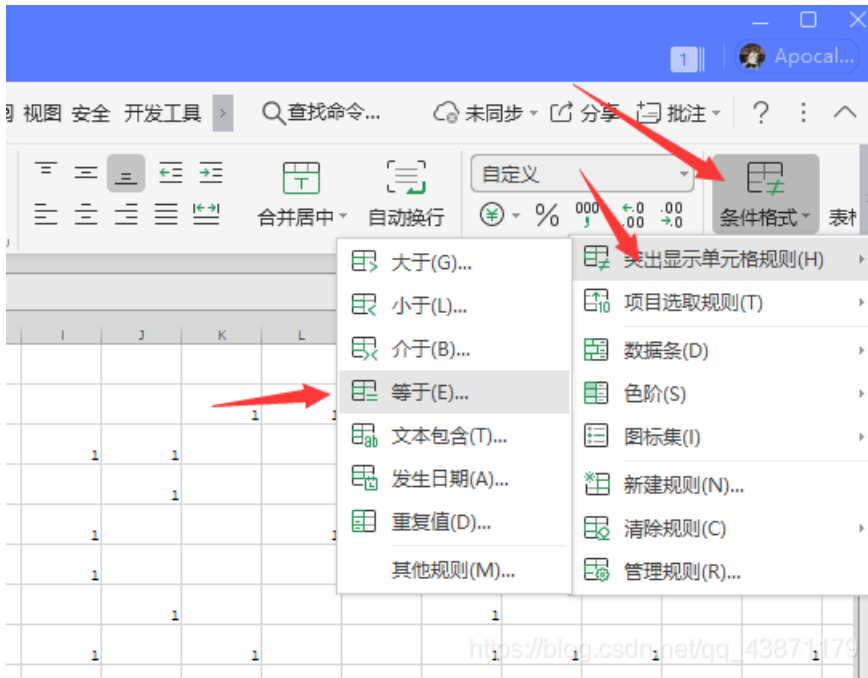 1
Apocal...
视图 安全 开发工具 > 查找命令... 未同步 分享 批注 ?
自定义
% 000 ←.0 .00 .00 →.0
合并居中 自动换行 条件格式
大于(G)...
小于(L)...
介于(B)...
等于(E)...
文本包含(T)...
发生日期(A)...
重复值(D)...
其他规则(M)...
突出显示单元格规则(H)
项目选取规则(T)
数据条(D)
色阶(S)
图标集(I)
新建规则(N)...
清除规则(C)
管理规则(R)...
I J K L
1 1
1 1
1
1 1
1
1 1
1 1 1 1 1 1
https://blog.csdn.net/qq_43871179